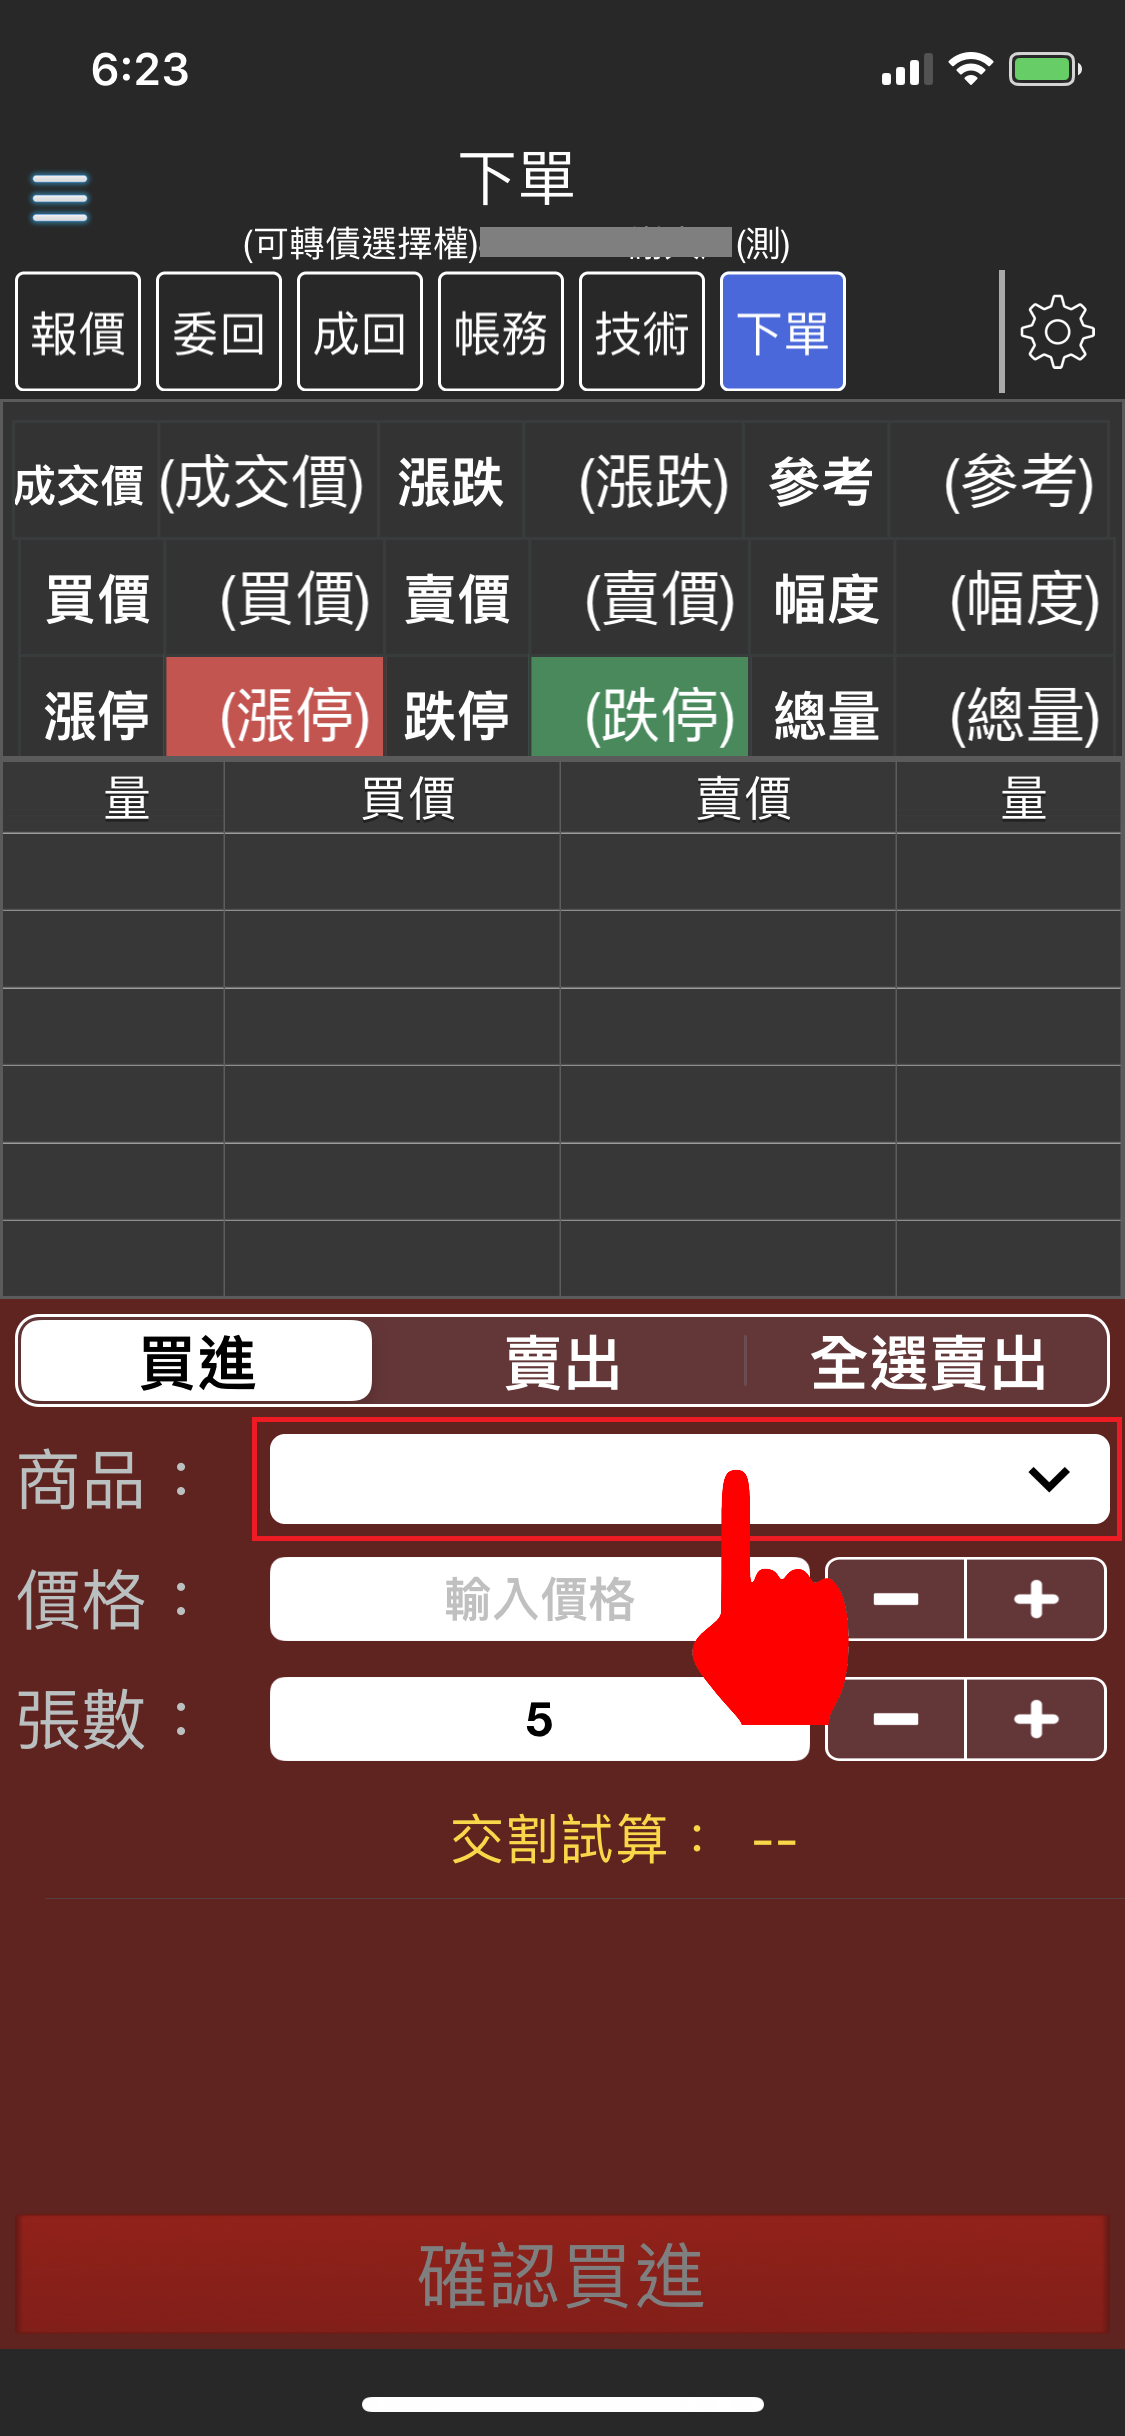 6:23
下單
(可轉債選擇權) (測)
報價 委回 成回 帳務 技術 下單
成交價 (成交價) 漲跌 (漲跌) 參考 (參考)
買價 (買價) 賣價 (賣價) 幅度 (幅度)
漲停 (漲停) 跌停 (跌停) 總量 (總量)
量 買價 賣價 量
買進 賣出 全選賣出
商品：
價格： 輸入價格 － ＋
張數： 5 － ＋
交割試算： --
確認買進